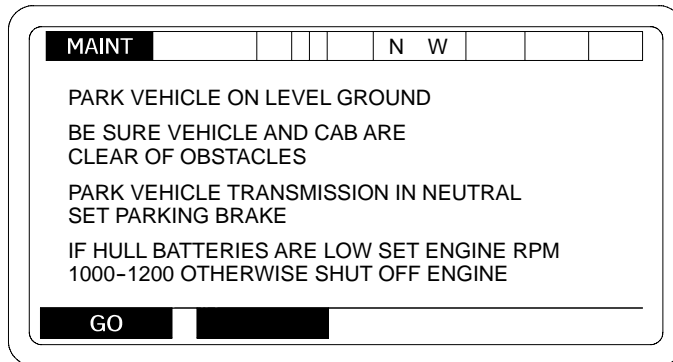 MAINT N W
PARK VEHICLE ON LEVEL GROUND
BE SURE VEHICLE AND CAB ARE
CLEAR OF OBSTACLES
PARK VEHICLE TRANSMISSION IN NEUTRAL
SET PARKING BRAKE
IF HULL BATTERIES ARE LOW SET ENGINE RPM
1000-1200 OTHERWISE SHUT OFF ENGINE
GO